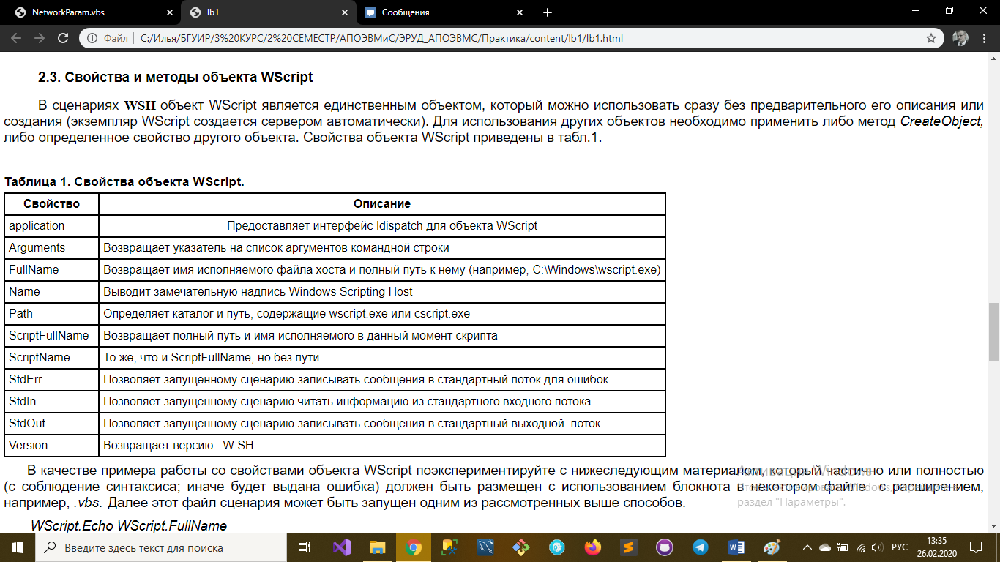 NetworkParam.vbs
lb1
Сообщения
Файл
C:/Илья/БГУИР/3%20КУРС/2%20СЕМЕСТР/АПОЭВМиС/ЭРУД_АПОЭВМС/Практика/content/lb1/lb1.html
2.3. Свойства и методы объекта WScript
В сценариях WSH объект WScript является единственным объектом, который можно использовать сразу без предварительного его описания или
создания (экземпляр WScript создается сервером автоматически). Для использования других объектов необходимо применить либо метод CreateObject,
либо определенное свойство другого объекта. Свойства объекта WScript приведены в табл.1.
Таблица 1. Свойства объекта WScript.
Свойство Описание
application Предоставляет интерфейс Idispatch для объекта WScript
Arguments Возвращает указатель на список аргументов командной строки
FullName Возвращает имя исполняемого файла хоста и полный путь к нему (например, C:\Windows\wscript.exe)
Name Выводит замечательную надпись Windows Scripting Host
Path Определяет каталог и путь, содержащие wscript.exe или cscript.exe
ScriptFullName Возвращает полный путь и имя исполняемого в данный момент скрипта
ScriptName То же, что и ScriptFullName, но без пути
StdErr Позволяет запущенному сценарию записывать сообщения в стандартный поток для ошибок
StdIn Позволяет запущенному сценарию читать информацию из стандартного входного потока
StdOut Позволяет запущенному сценарию записывать сообщения в стандартный выходной поток
Version Возвращает версию W SH
В качестве примера работы со свойствами объекта WScript поэкспериментируйте с нижеследующим материалом, который частично или полностью
(с соблюдение синтаксиса; иначе будет выдана ошибка) должен быть размещен с использованием блокнота в некотором файле с расширением,
например, .vbs. Далее этот файл сценария может быть запущен одним из рассмотренных выше способов.
WScript.Echo WScript.FullName
Активация Windows
раздел "Параметры".
Введите здесь текст для поиска
РУС
13:35
26.02.2020